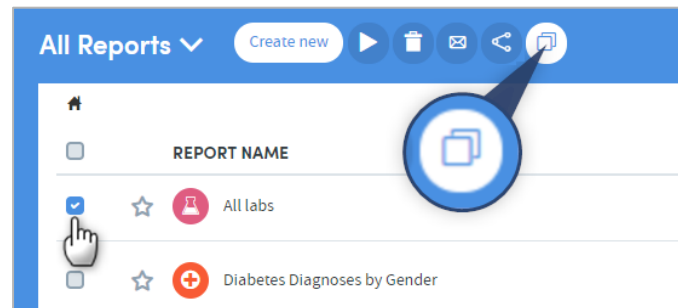 All Reports Create new
REPORT NAME
All labs
Diabetes Diagnoses by Gender